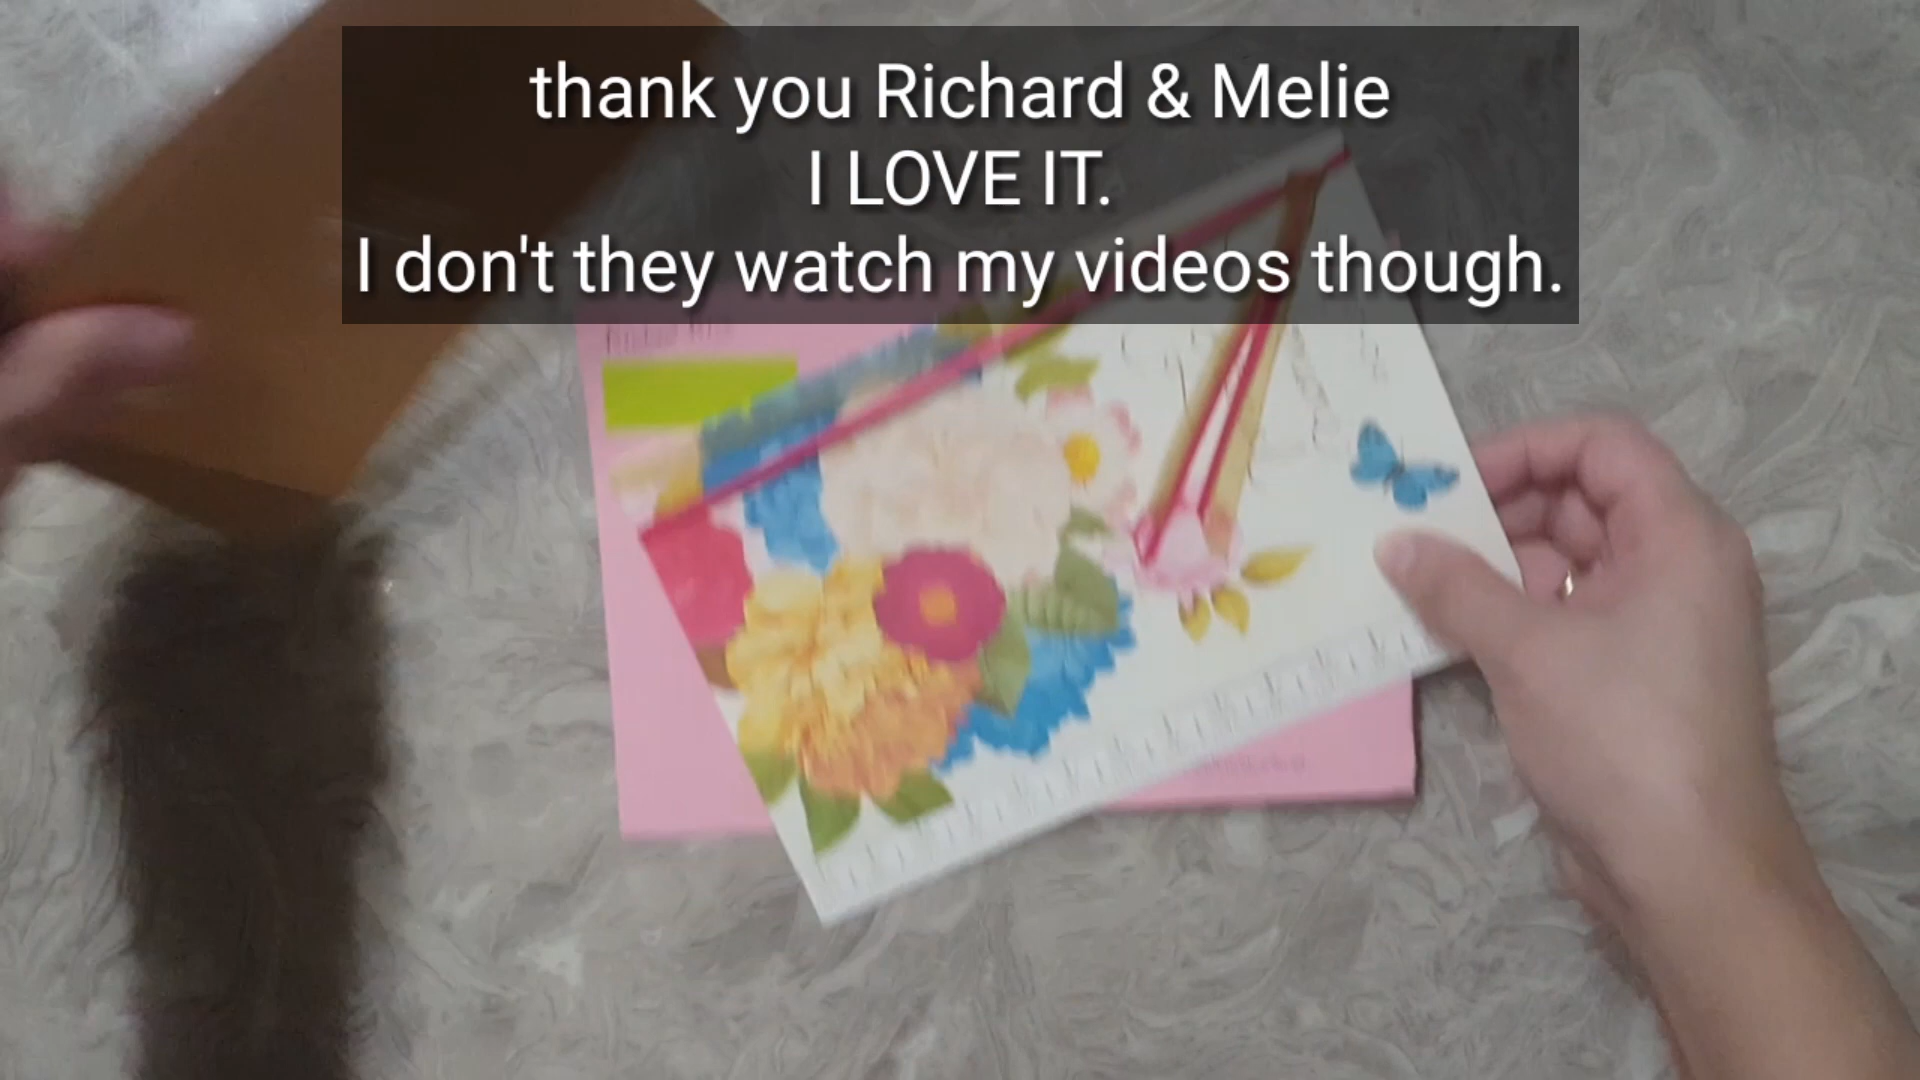 thank you Richard & Melie
I LOVE IT.
I don't they watch my videos though.